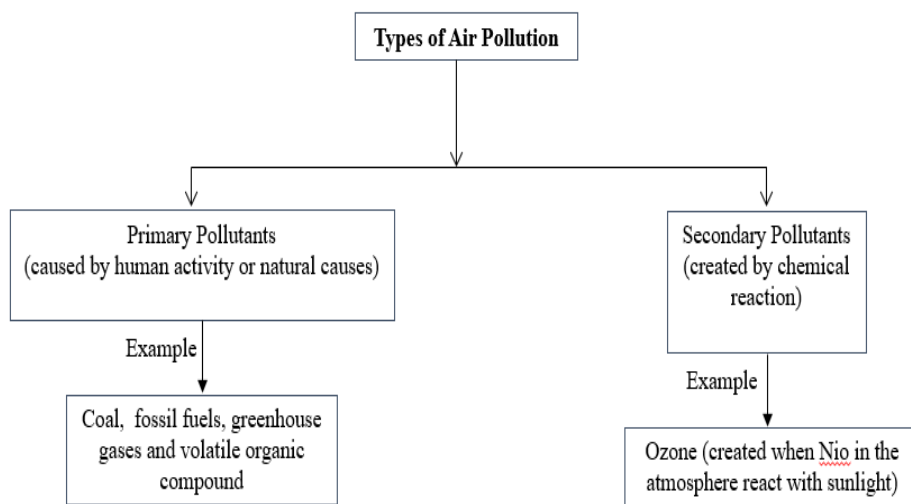 Types of Air Pollution
Primary Pollutants
(caused by human activity or natural causes)
Secondary Pollutants
(created by chemical
reaction)
Example
Example
Coal, fossil fuels, greenhouse
gases and volatile organic
compound
Ozone (created when Nio in the
atmosphere react with sunlight)